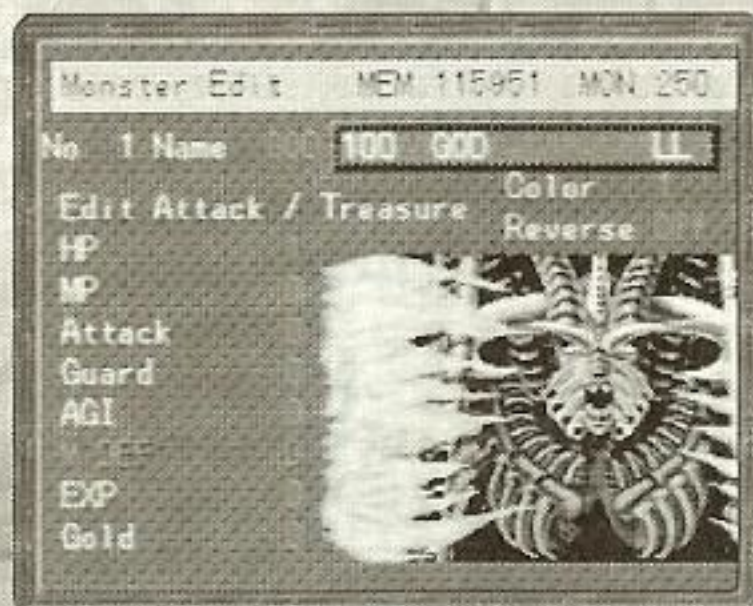 Monster Edit MEM 115951 MON 250
No. 1 Name 100 GOD LL
Color
Edit Attack / Treasure
Reverse
HP
MP
Attack
Guard
AGI
EXP
Gold